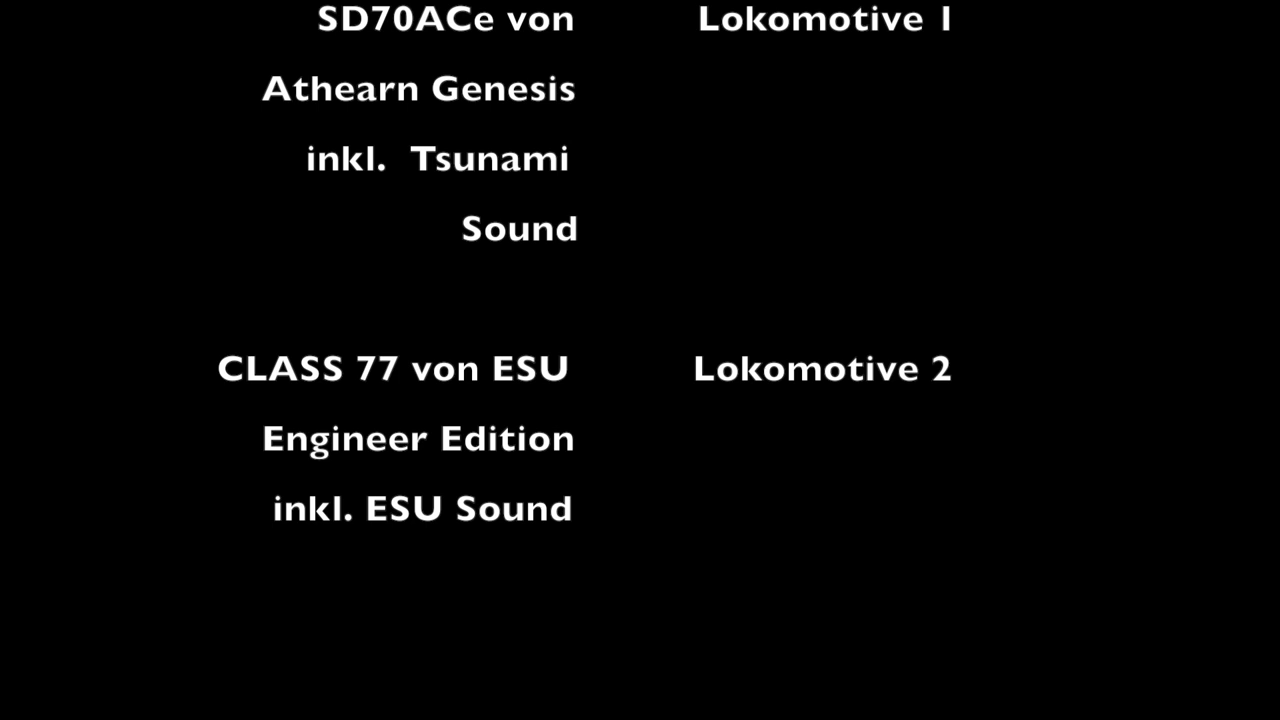 SD70ACe von Lokomotive 1
Athearn Genesis
inkl. Tsunami
Sound
CLASS 77 von ESU Lokomotive 2
Engineer Edition
inkl. ESU Sound